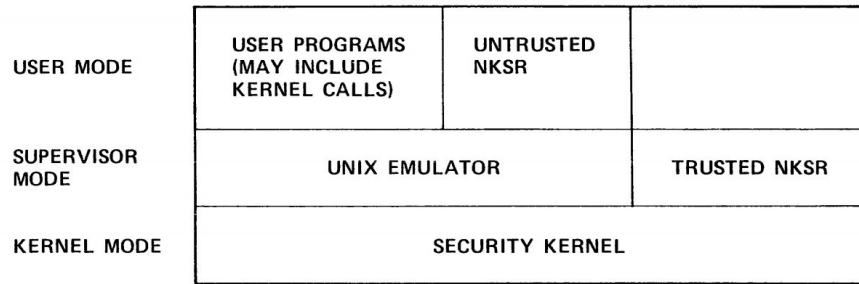 USER MODE
USER PROGRAMS
(MAY INCLUDE
KERNEL CALLS)
UNTRUSTED
NKSR
SUPERVISOR
MODE
UNIX EMULATOR
TRUSTED NKSR
KERNEL MODE
SECURITY KERNEL